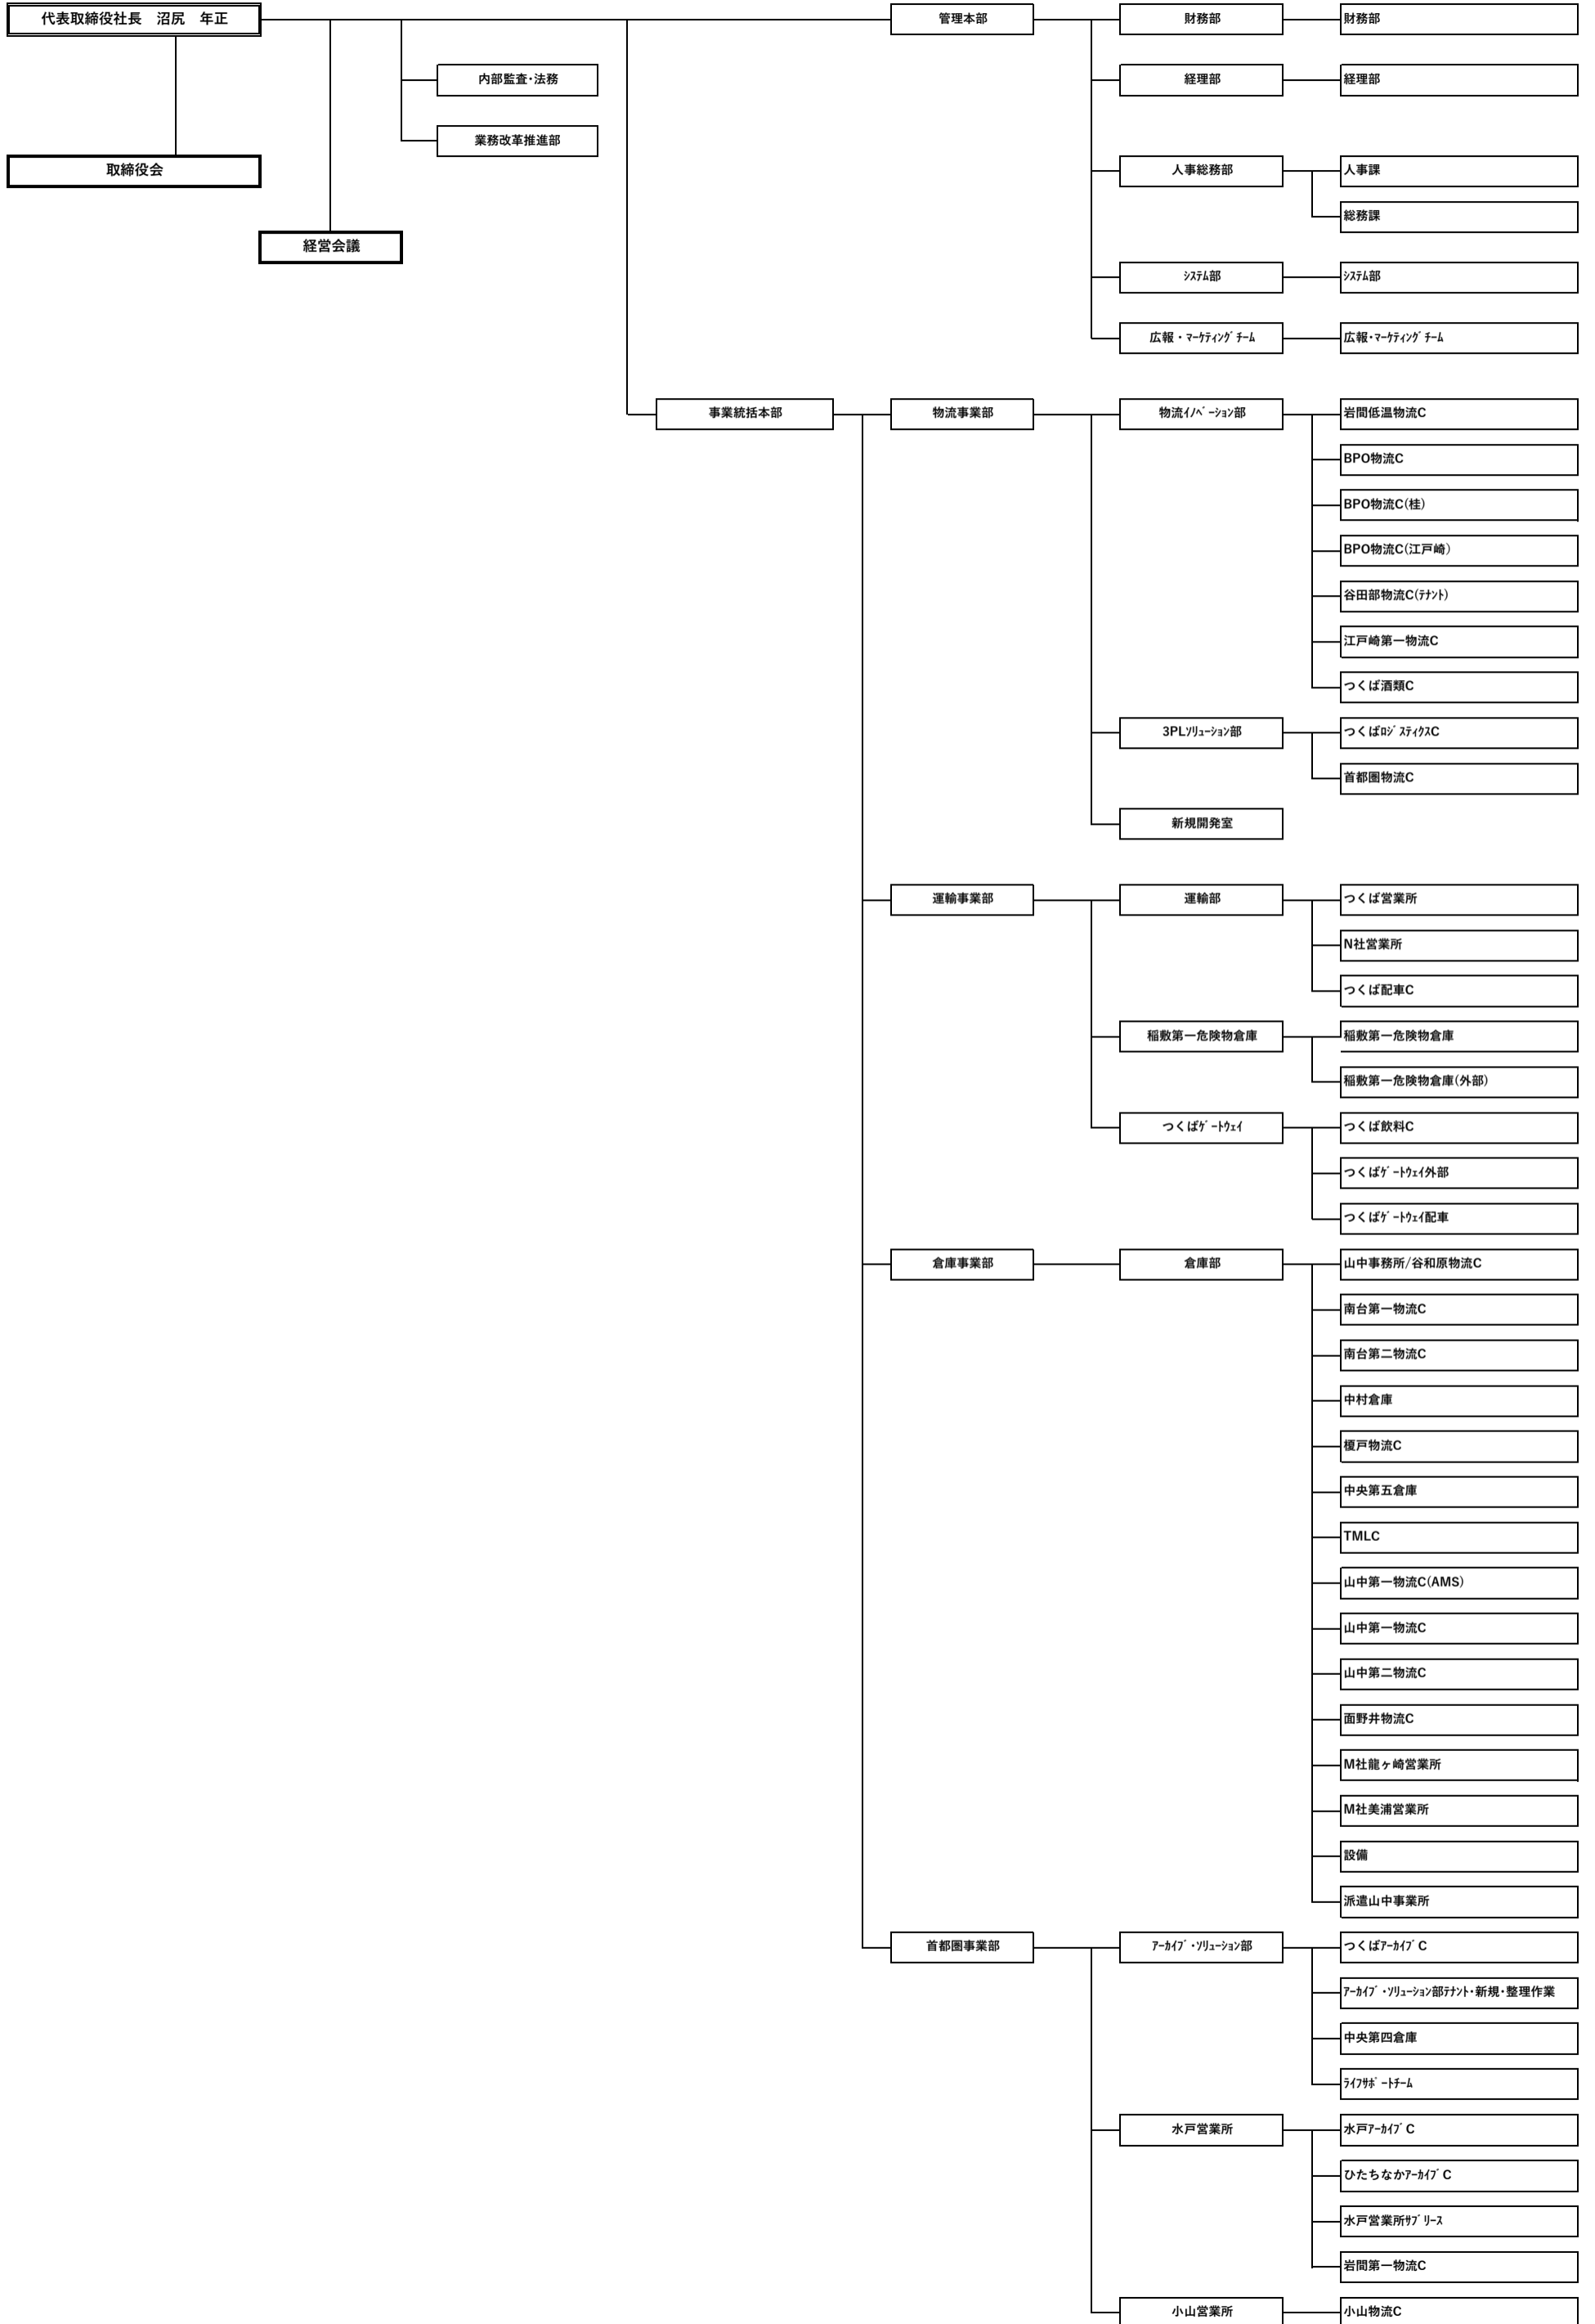 代表取締役社長　沼尻　年正
管理本部
財務部
財務部
内部監査・法務
経理部
経理部
業務改革推進部
取締役会
人事総務部
人事課
総務課
経営会議
ｼｽﾃﾑ部
ｼｽﾃﾑ部
広報・ﾏｰｹﾃｨﾝｸﾞﾁｰﾑ
広報･ﾏｰｹﾃｨﾝｸﾞﾁｰﾑ
事業統括本部
物流事業部
物流ｲﾉﾍﾞｰｼｮﾝ部
岩間低温物流C
BPO物流C
BPO物流C(桂)
BPO物流C(江戸崎)
谷田部物流C(ﾃﾅﾝﾄ)
江戸崎第一物流C
つくば酒類C
3PLｿﾘｭｰｼｮﾝ部
つくばﾛｼﾞｽﾃｨｸｽC
首都圏物流C
新規開発室
運輸事業部
運輸部
つくば営業所
N社営業所
つくば配車C
稲敷第一危険物倉庫
稲敷第一危険物倉庫
稲敷第一危険物倉庫(外部)
つくばｹﾞｰﾄｳｪｲ
つくば飲料C
つくばｹﾞｰﾄｳｪｲ外部
つくばｹﾞｰﾄｳｪｲ配車
倉庫事業部
倉庫部
山中事務所/谷和原物流C
南台第一物流C
南台第二物流C
中村倉庫
榎戸物流C
中央第五倉庫
TMLC
山中第一物流C(AMS)
山中第一物流C
山中第二物流C
面野井物流C
M社龍ヶ崎営業所
M社美浦営業所
設備
派遣山中事業所
首都圏事業部
ｱｰｶｲﾌﾞ･ｿﾘｭｰｼｮﾝ部
つくばｱｰｶｲﾌﾞC
ｱｰｶｲﾌﾞ･ｿﾘｭｰｼｮﾝ部ﾃﾅﾝﾄ･新規･整理作業
中央第四倉庫
ﾗｲﾌｻﾎﾟｰﾄﾁｰﾑ
水戸営業所
水戸ｱｰｶｲﾌﾞC
ひたちなかｱｰｶｲﾌﾞC
水戸営業所ｻﾌﾞﾘｰｽ
岩間第一物流C
小山営業所
小山物流C